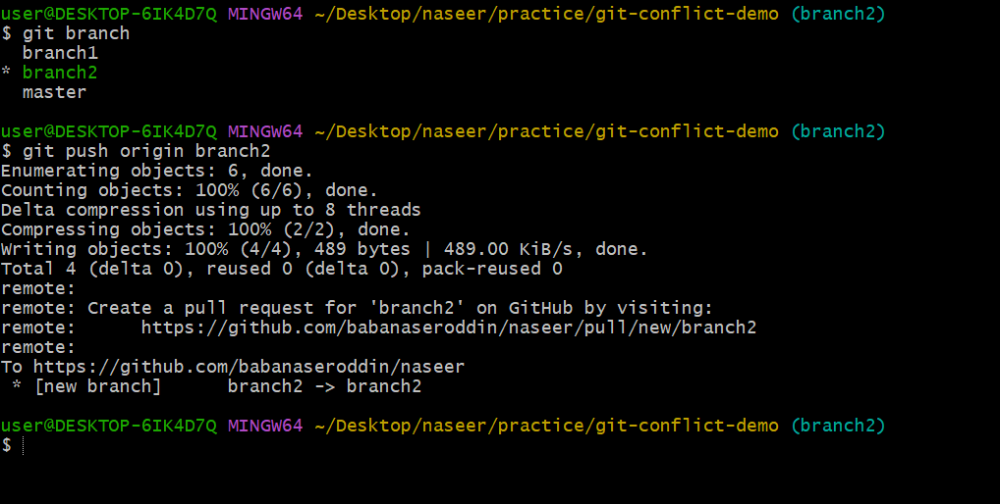 user@DESKTOP-6IK4D7Q MINGW64 ~/Desktop/naseer/practice/git-conflict-demo (branch2)
$ git branch
  branch1
* branch2
  master

user@DESKTOP-6IK4D7Q MINGW64 ~/Desktop/naseer/practice/git-conflict-demo (branch2)
$ git push origin branch2
Enumerating objects: 6, done.
Counting objects: 100% (6/6), done.
Delta compression using up to 8 threads
Compressing objects: 100% (2/2), done.
Writing objects: 100% (4/4), 489 bytes | 489.00 KiB/s, done.
Total 4 (delta 0), reused 0 (delta 0), pack-reused 0
remote:
remote: Create a pull request for 'branch2' on GitHub by visiting:
remote:      https://github.com/babanaseroddin/naseer/pull/new/branch2
remote:
To https://github.com/babanaseroddin/naseer
 * [new branch]      branch2 -> branch2

user@DESKTOP-6IK4D7Q MINGW64 ~/Desktop/naseer/practice/git-conflict-demo (branch2)
$